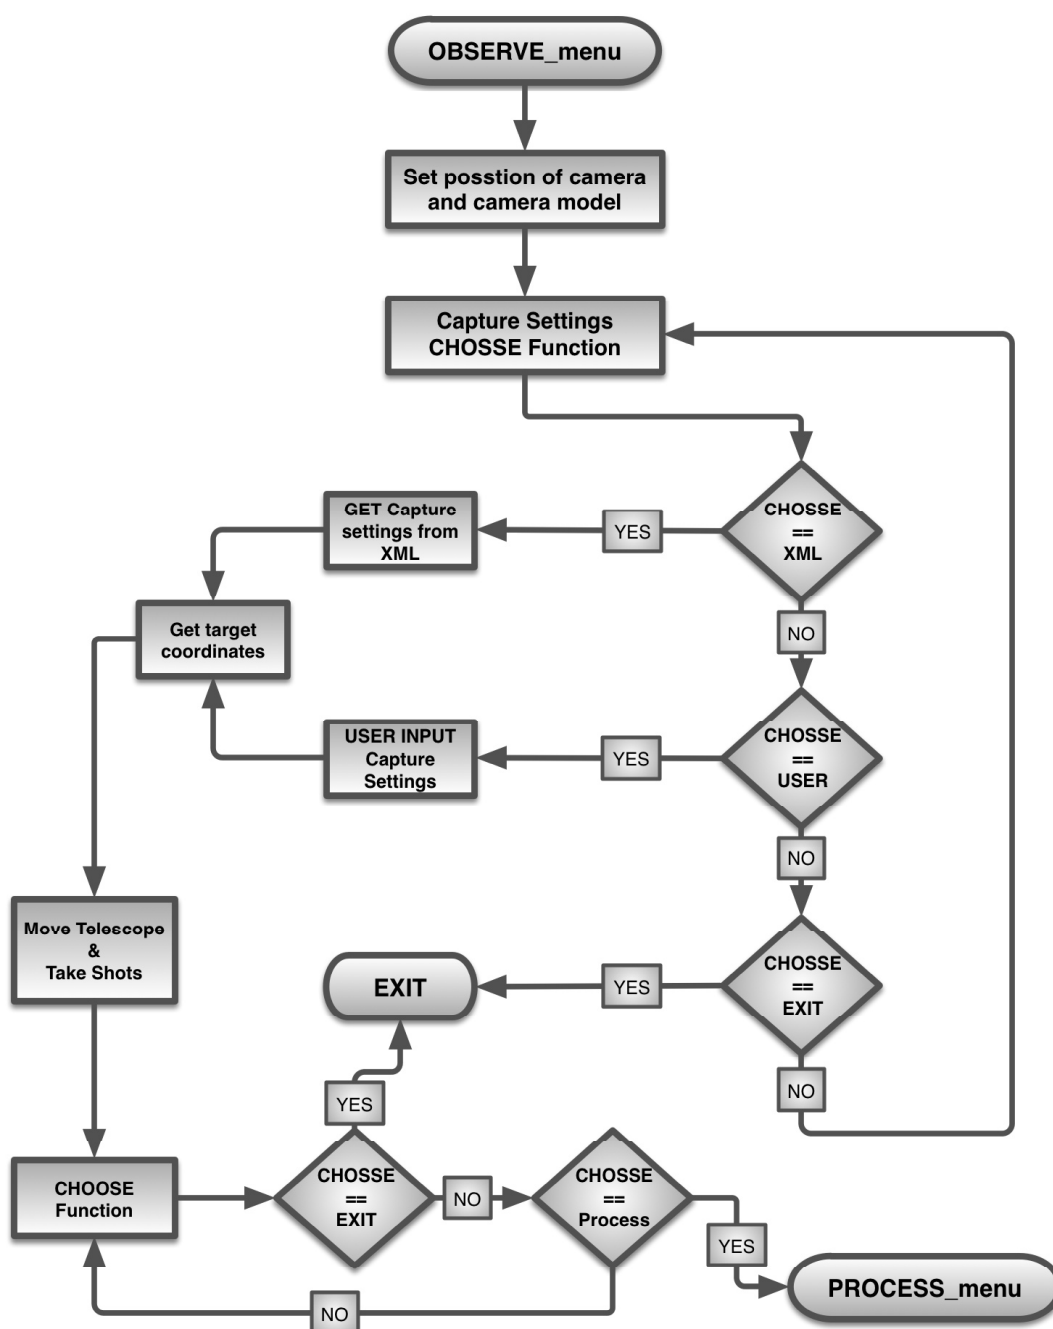 OBSERVE_menu
Set posstion of camera
and camera model
Capture Settings
CHOSSE Function
CHOSSE
==
XML
YES
GET Capture
settings from
XML
NO
Get target
coordinates
CHOSSE
==
USER
YES
USER INPUT
Capture
Settings
NO
Move Telescope
&
Take Shots
CHOSSE
==
EXIT
YES
EXIT
NO
YES
CHOOSE
Function
CHOSSE
==
EXIT
NO
CHOSSE
==
Process
YES
PROCESS_menu
NO